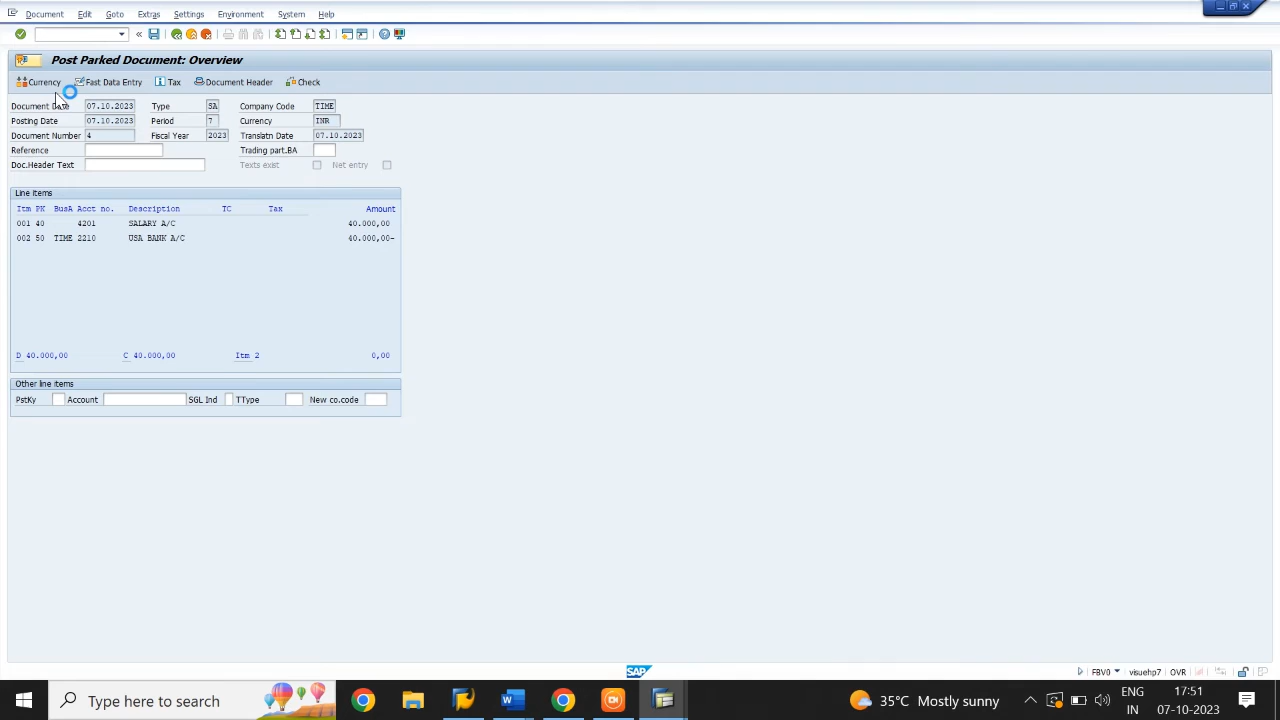 Document Edit Goto Extras Settings Environment System Help
Post Parked Document: Overview
Currency Fast Data Entry Tax Document Header Check
Document Date 07.10.2023 Type SA Company Code TIME
Posting Date 07.10.2023 Period 7 Currency INR
Document Number 4 Fiscal Year 2023 Translatn Date 07.10.2023
Reference Trading part.BA
Doc.Header Text Texts exist Net entry
Line items
Itm PK BusA Acct no. Description TC Tax Amount
001 40 4201 SALARY A/C 40.000,00
002 50 TIME 2210 USA BANK A/C 40.000,00-
D 40.000,00 C 40.000,00 Itm 2 0,00
Other line items
PstKy Account SGL Ind TType New co.code
SAP FBV0 visuehp7 OVR
Type here to search 35°C Mostly sunny ENG IN 17:51 07-10-2023